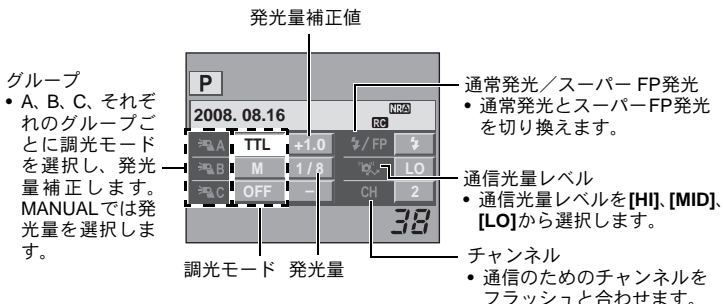 発光量補正値
グループ
• A、B、C、それぞ
れのグループご
とに調光モード
を選択し、発光
量補正します。
MANUALでは発
光量を選択しま
す。
P
2008. 08.16
NR
RC
A TTL +1.0 /FP
B M 1/8 LO
C OFF – CH 2
38
調光モード 発光量
通常発光／スーパー FP発光
• 通常発光とスーパーFP発光
を切り換えます。
通信光量レベル
• 通信光量レベルを[HI]、[MID]、
[LO]から選択します。
チャンネル
• 通信のためのチャンネルを
フラッシュと合わせます。